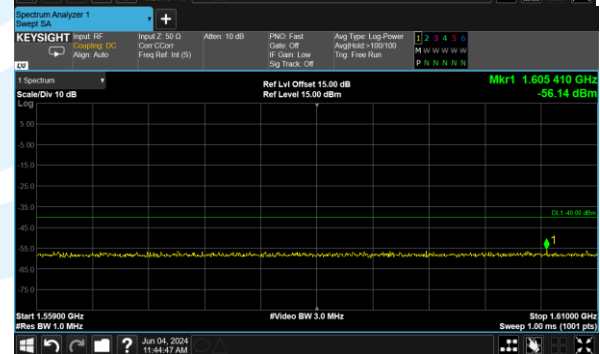 Spectrum Analyzer 1
Swept SA
KEYSIGHT Input: RF Input Z: 50 Ω Atten: 10 dB PNO: Fast Avg Type: Log-Power 1 2 3 4 5 6
Coupling: DC Corr CCorr Gate: Off Avg|Hold:>100/100 M W W W W W
Align: Auto Freq Ref: Int (S) IF Gain: Low Trig: Free Run P N N N N N
Sig Track: Off
LXI
1 Spectrum Ref Lvl Offset 15.00 dB Mkr1 1.605 410 GHz
Scale/Div 10 dB Ref Level 15.00 dBm -56.14 dBm
Log
5.00
-5.00
-15.0
-25.0
-35.0
DL1 -40.00 dBm
-45.0
1
-55.0
-65.0
-75.0
Start 1.55900 GHz #Video BW 3.0 MHz Stop 1.61000 GHz
#Res BW 1.0 MHz Sweep 1.00 ms (1001 pts)
Jun 04, 2024
11:44:47 AM